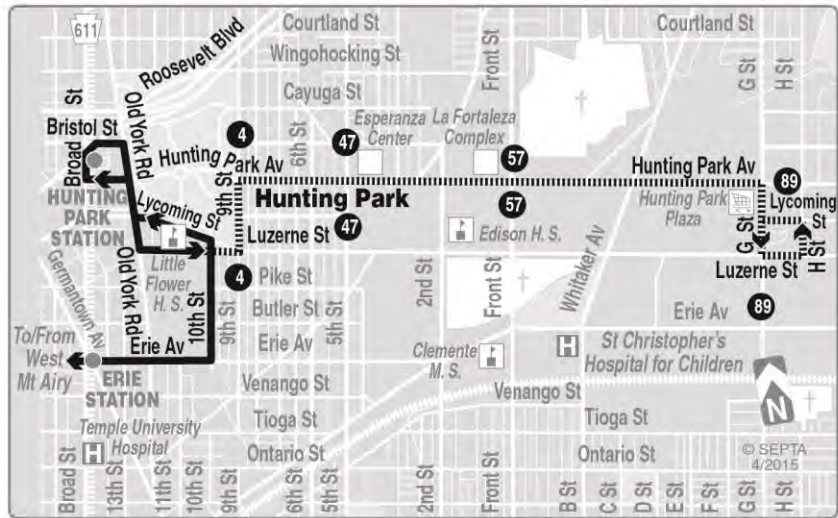 611
Courtland St
Courtland St
Roosevelt Blvd
Wingohocking St
Front St
G St
H St
Cayuga St
St
Broad
Old York Rd
Bristol St
4
6th St
Esperanza
Center
47
La Fortaleza
Complex
57
Hunting
Park Av
Hunting Park Av
9th St
Hunting Park
57
89
HUNTING
PARK
STATION
Lycoming St
Hunting Park
Plaza
Lycoming
St
Luzerne St
47
Edison H. S.
G St
H St
Little
Flower
H. S.
4
Luzerne St
Whitaker Av
Germantown Av
Old York Rd
10th St
9th St
Pike St
Butler St
5th St
2nd St
Front St
Erie Av
89
To/From
West
Mt Airy
Erie Av
Erie Av
Clemente
M. S.
H
St Christopher's
Hospital for Children
ERIE
STATION
Venango St
Venango St
N
Temple University
Hospital
H
Tioga St
Tioga St
Ontario St
Ontario St
© SEPTA
4/2015
Broad St
13th St
11th St
10th St
9th St
6th St
5th St
2nd St
Front St
B St
C St
D St
E St
F St
G St
H St